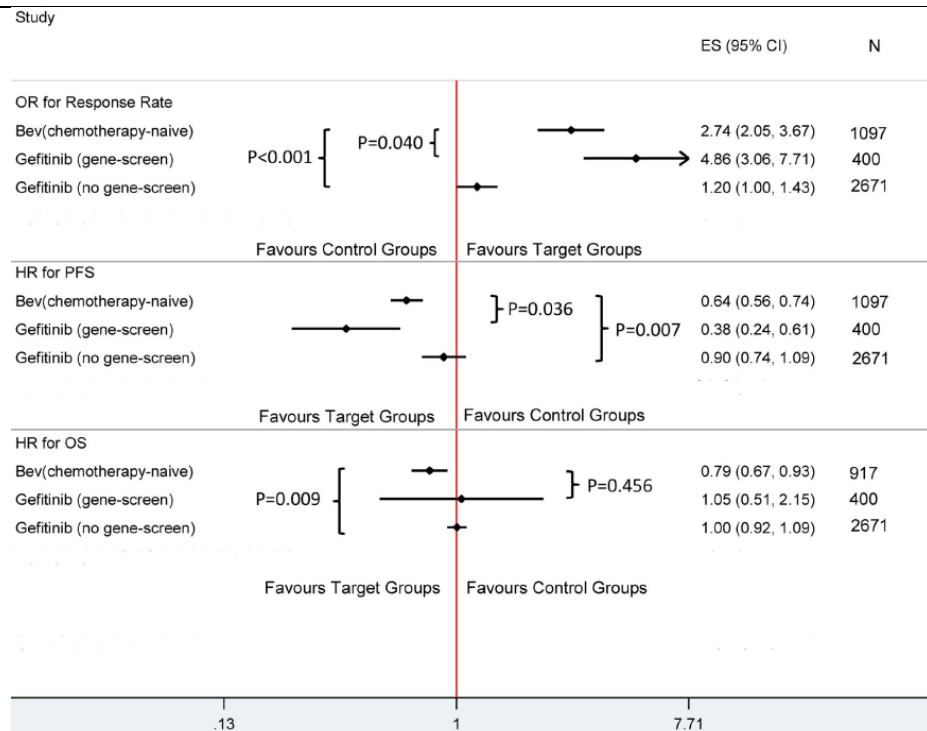 Study
ES (95% CI) N
OR for Response Rate
Bev(chemotherapy-naive) 2.74 (2.05, 3.67) 1097
P<0.001 P=0.040
Gefitinib (gene-screen) 4.86 (3.06, 7.71) 400
Gefitinib (no gene-screen) 1.20 (1.00, 1.43) 2671
Favours Control Groups Favours Target Groups
HR for PFS
Bev(chemotherapy-naive) 0.64 (0.56, 0.74) 1097
P=0.036
Gefitinib (gene-screen) P=0.007 0.38 (0.24, 0.61) 400
Gefitinib (no gene-screen) 0.90 (0.74, 1.09) 2671
Favours Target Groups Favours Control Groups
HR for OS
Bev(chemotherapy-naive) 0.79 (0.67, 0.93) 917
P=0.456
Gefitinib (gene-screen) P=0.009 1.05 (0.51, 2.15) 400
Gefitinib (no gene-screen) 1.00 (0.92, 1.09) 2671
Favours Target Groups Favours Control Groups
.13 1 7.71